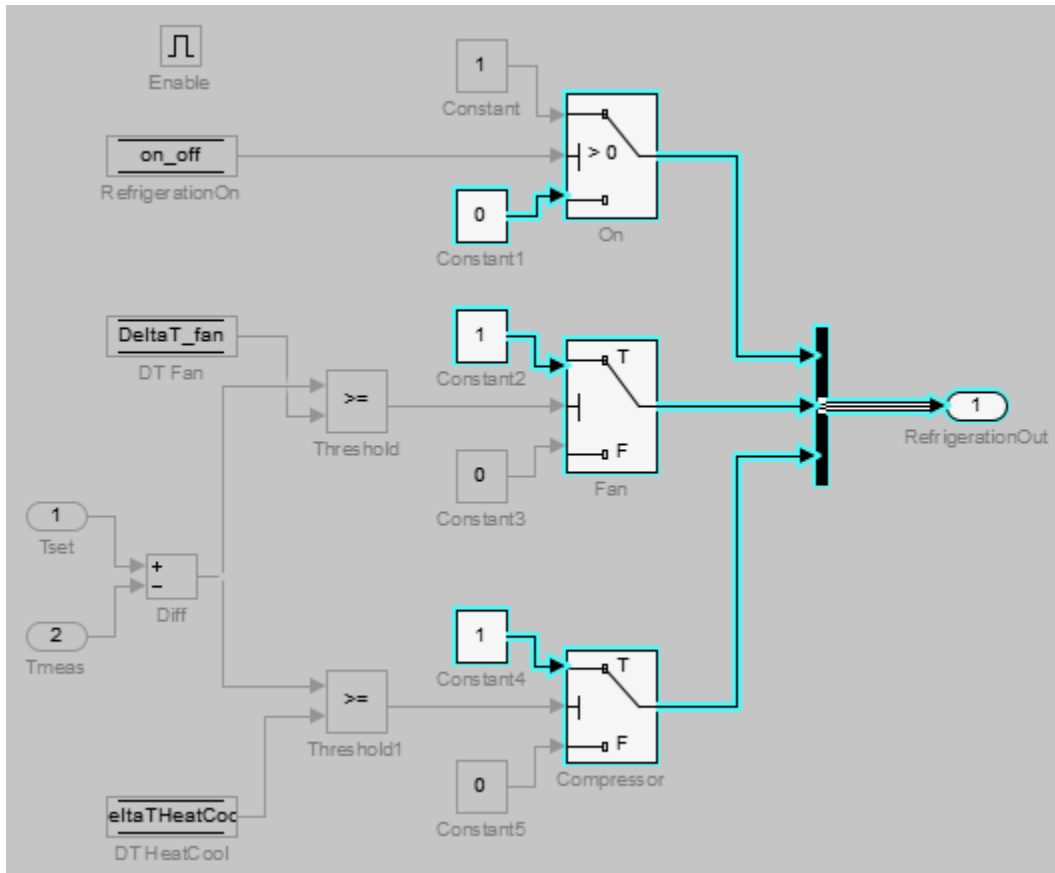 Enable
1
Constant
on_off
RefrigerationOn
> 0
On
0
Constant1
DeltaT_fan
DT Fan
1
Constant2
T
F
Fan
>=
Threshold
0
Constant3
1
RefrigerationOut
1
Tset
+
−
Diff
2
Tmeas
1
Constant4
T
F
Compressor
>=
Threshold1
0
Constant5
eltaTHeatCoo
DT HeatCool